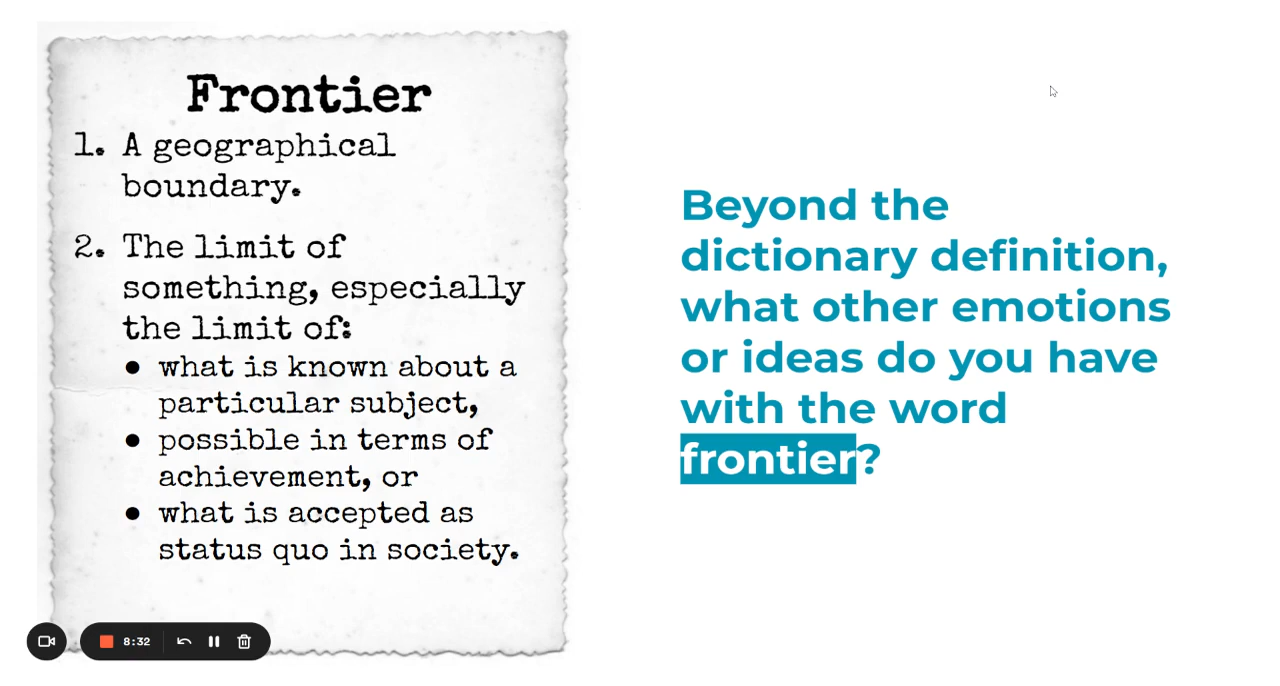 Frontier
1. A geographical
boundary.
2. The limit of
something, especially
the limit of:
● what is known about a
particular subject,
● possible in terms of
achievement, or
● what is accepted as
status quo in society.
Beyond the
dictionary definition,
what other emotions
or ideas do you have
with the word
frontier?
8:32